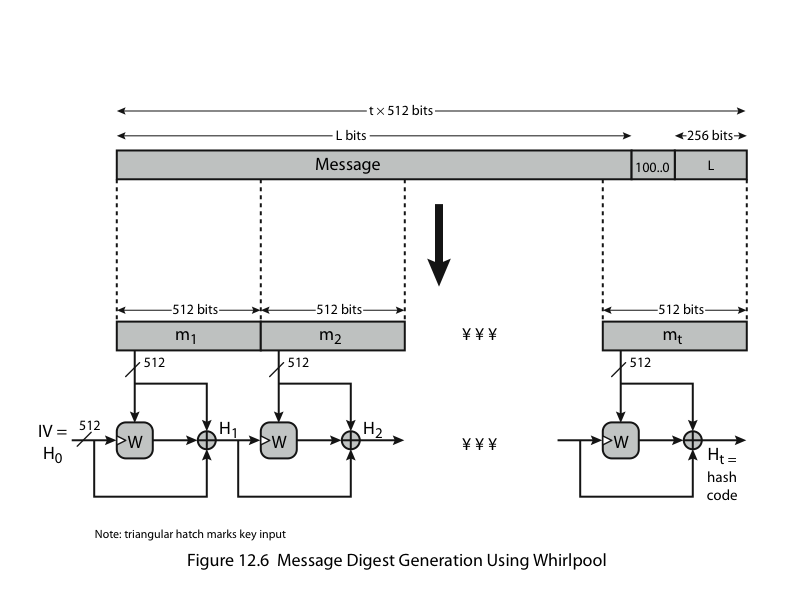 t × 512 bits
L bits
256 bits
Message
100..0
L
512 bits
512 bits
512 bits
m1
m2
¥ ¥ ¥
mt
512
512
512
IV =
H0
512
W
H1
W
H2
¥ ¥ ¥
W
Ht =
hash
code
Note: triangular hatch marks key input
Figure 12.6 Message Digest Generation Using Whirlpool